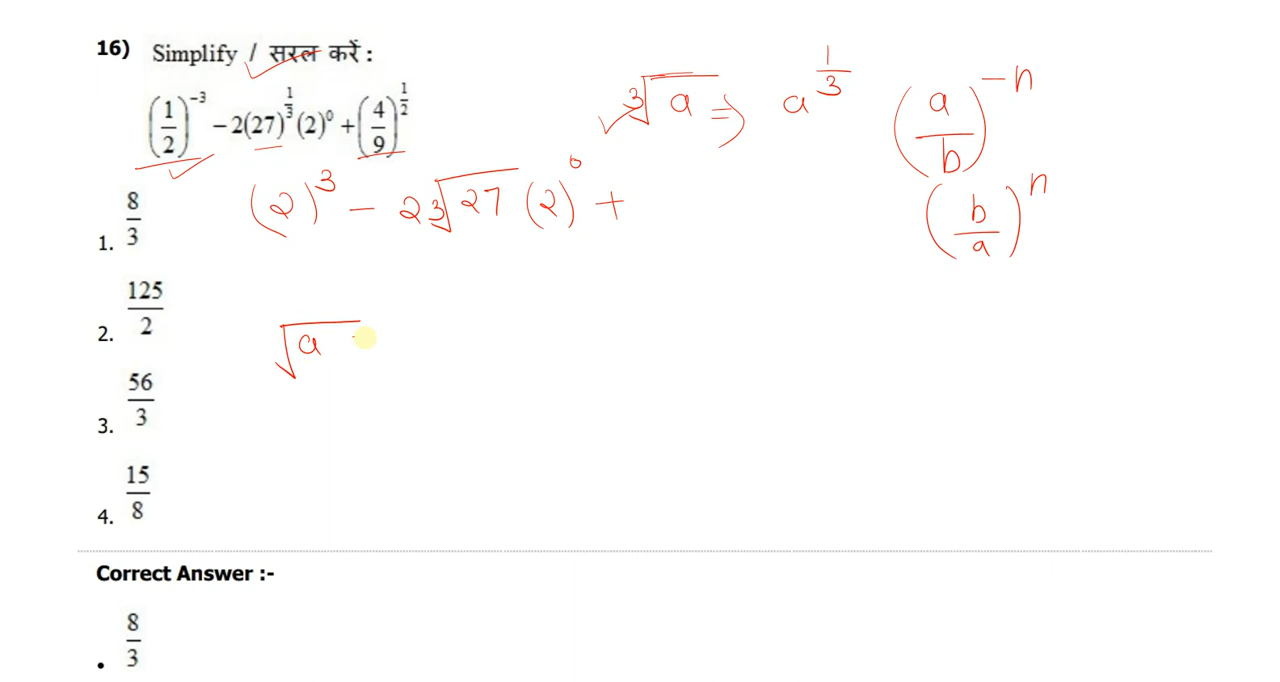 16) Simplify / सरल करें :
(1/2)^-3 - 2(27)^1/3 (2)^0 + (4/9)^1/2
∛a ⇒ a^1/3
(a/b)^-n
(b/a)^n
(2)^3 - 2∛27 (2)^0 +
1. 8/3
2. 125/2
√a
3. 56/3
4. 15/8
Correct Answer :-
• 8/3